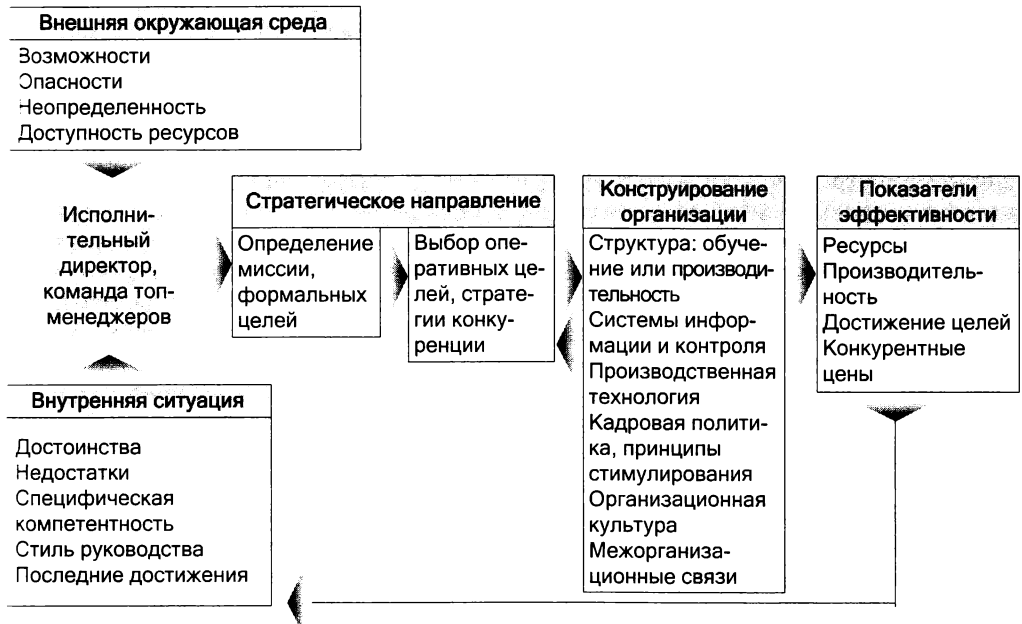 Внешняя окружающая среда
Возможности
Опасности
Неопределенность
Доступность ресурсов
Исполни-
тельный
директор,
команда топ-
менеджеров
Внутренняя ситуация
Достоинства
Недостатки
Специфическая
компетентность
Стиль руководства
Последние достижения
Стратегическое направление
Определение
миссии,
формальных
целей
Выбор опе-
ративных це-
лей, страте-
гии конку-
ренции
Конструирование
организации
Структура: обуче-
ние или производи-
тельность
Системы инфор-
мации и контроля
Производственная
технология
Кадровая полити-
ка, принципы
стимулирования
Организационная
культура
Межорганиза-
ционные связи
Показатели
эффективности
Ресурсы
Производитель-
ность
Достижение целей
Конкурентные
цены